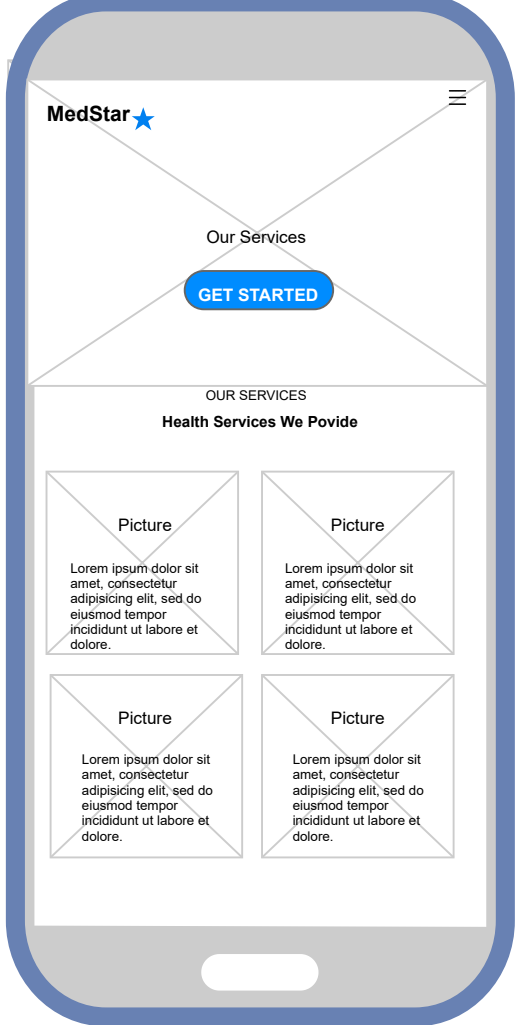 MedStar
Our Services
GET STARTED
OUR SERVICES
Health Services We Povide
Picture
Lorem ipsum dolor sit
amet, consectetur
adipisicing elit, sed do
eiusmod tempor
incididunt ut labore et
dolore.
Picture
Lorem ipsum dolor sit
amet, consectetur
adipisicing elit, sed do
eiusmod tempor
incididunt ut labore et
dolore.
Picture
Lorem ipsum dolor sit
amet, consectetur
adipisicing elit, sed do
eiusmod tempor
incididunt ut labore et
dolore.
Picture
Lorem ipsum dolor sit
amet, consectetur
adipisicing elit, sed do
eiusmod tempor
incididunt ut labore et
dolore.